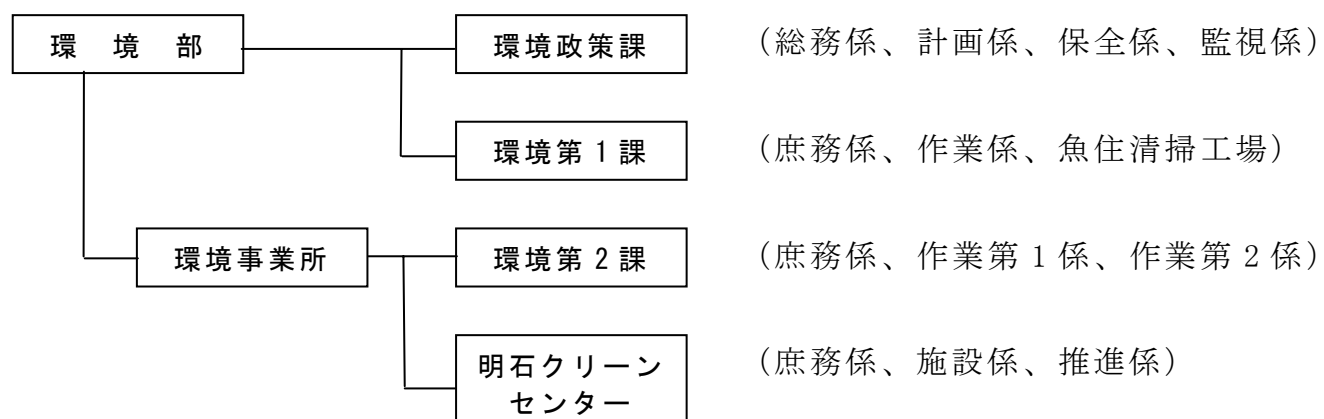 環　境　部
環境政策課
（総務係、計画係、保全係、監視係）
環境第１課
（庶務係、作業係、魚住清掃工場）
環境事業所
環境第２課
（庶務係、作業第１係、作業第２係）
明石クリーン
センター
（庶務係、施設係、推進係）